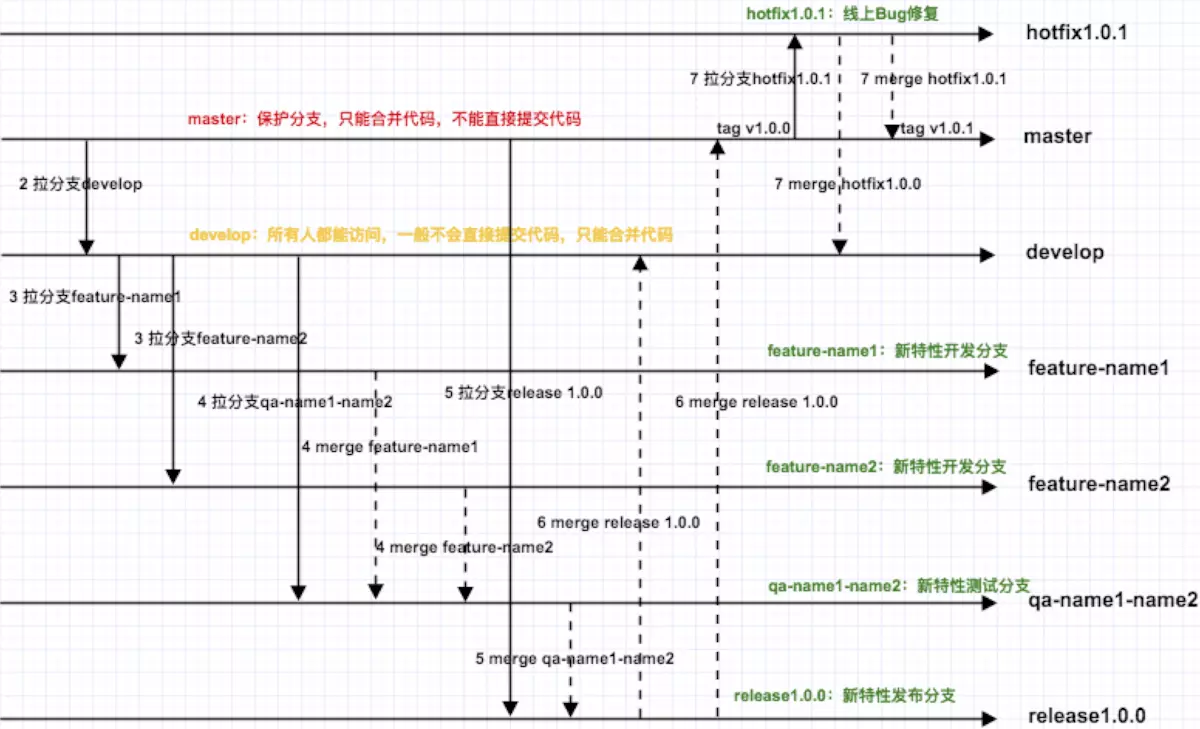 hotfix1.0.1：线上Bug修复
hotfix1.0.1
7 拉分支hotfix1.0.1
7 merge hotfix1.0.1
master：保护分支，只能合并代码，不能直接提交代码
tag v1.0.0
tag v1.0.1
master
2 拉分支develop
7 merge hotfix1.0.0
develop：所有人都能访问，一般不会直接提交代码，只能合并代码
develop
3 拉分支feature-name1
3 拉分支feature-name2
feature-name1：新特性开发分支
feature-name1
4 拉分支qa-name1-name2
5 拉分支release 1.0.0
6 merge release 1.0.0
4 merge feature-name1
feature-name2：新特性开发分支
feature-name2
6 merge release 1.0.0
4 merge feature-name2
qa-name1-name2：新特性测试分支
qa-name1-name2
5 merge qa-name1-name2
release1.0.0：新特性发布分支
release1.0.0